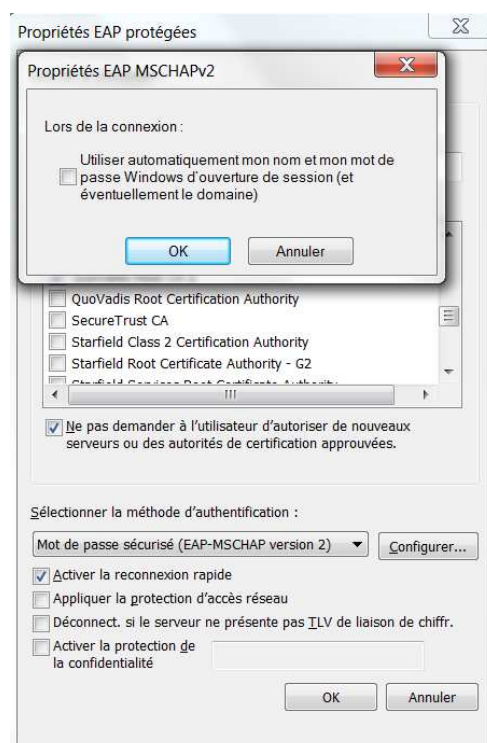 Propriétés EAP protégées
Propriétés EAP MSCHAPv2
Lors de la connexion :
Utiliser automatiquement mon nom et mon mot de
passe Windows d'ouverture de session (et
éventuellement le domaine)
OK
Annuler
QuoVadis Root Certification Authority
SecureTrust CA
Starfield Class 2 Certification Authority
Starfield Root Certificate Authority - G2
Starfield Services Root Certificate Authority
Ne pas demander à l'utilisateur d'autoriser de nouveaux
serveurs ou des autorités de certification approuvées.
Sélectionner la méthode d'authentification :
Mot de passe sécurisé (EAP-MSCHAP version 2)
Configurer...
Activer la reconnexion rapide
Appliquer la protection d'accès réseau
Déconnect. si le serveur ne présente pas TLV de liaison de chiffr.
Activer la protection de
la confidentialité
OK
Annuler